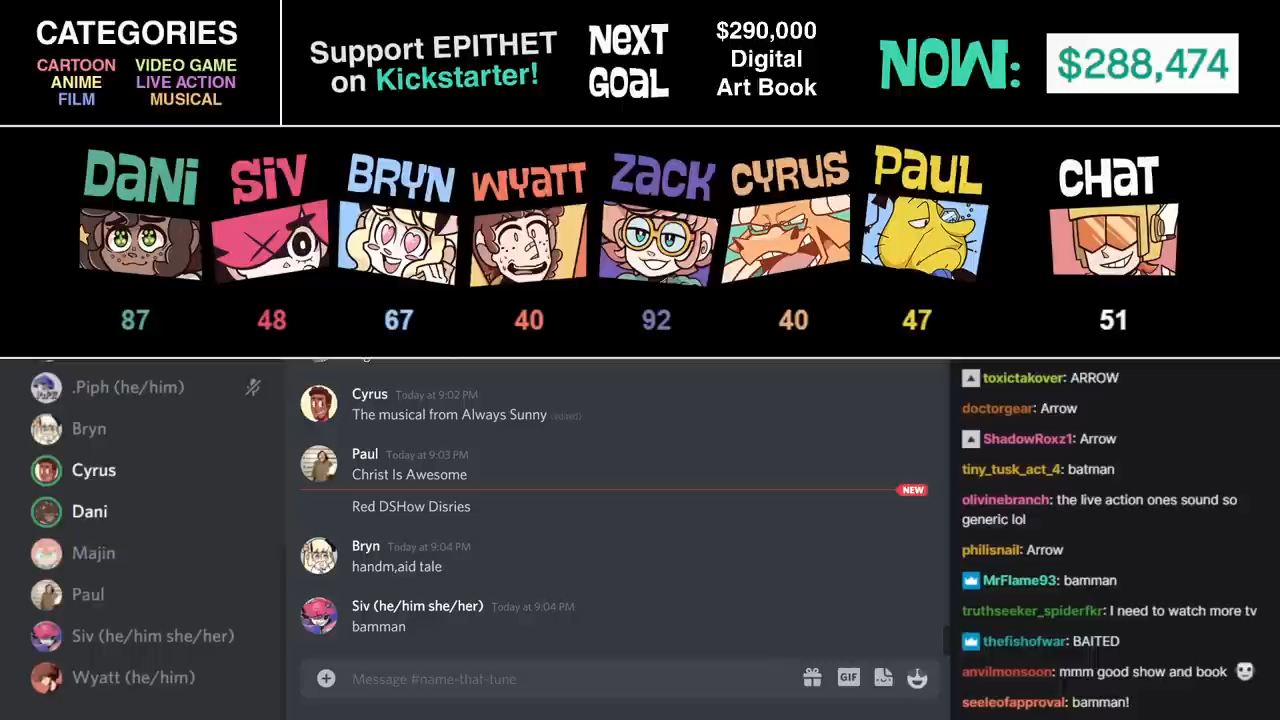 CATEGORIES
CARTOON VIDEO GAME
ANIME LIVE ACTION
FILM MUSICAL
Support EPITHET
on Kickstarter!
NEXT
GOAL
$290,000
Digital
Art Book
NOW:
$288,474
DANI
SIV
BRYN
WYATT
ZACK
CYRUS
PAUL
CHAT
87
48
67
40
92
40
47
51
.Piph (he/him)
Bryn
Cyrus
Dani
Majin
Paul
Siv (he/him she/her)
Wyatt (he/him)
Cyrus Today at 9:02 PM
The musical from Always Sunny (edited)
Paul Today at 9:03 PM
Christ Is Awesome
NEW
Red DSHow Disries
Bryn Today at 9:04 PM
handm,aid tale
Siv (he/him she/her) Today at 9:04 PM
bamman
Message #name-that-tune
GIF
toxictakover: ARROW
doctorgear: Arrow
ShadowRoxz1: Arrow
tiny_tusk_act_4: batman
olivinebranch: the live action ones sound so
generic lol
philisnail: Arrow
MrFlame93: bamman
truthseeker_spiderfkr: I need to watch more tv
thefishofwar: BAITED
anvilmonsoon: mmm good show and book
seeleofapproval: bamman!